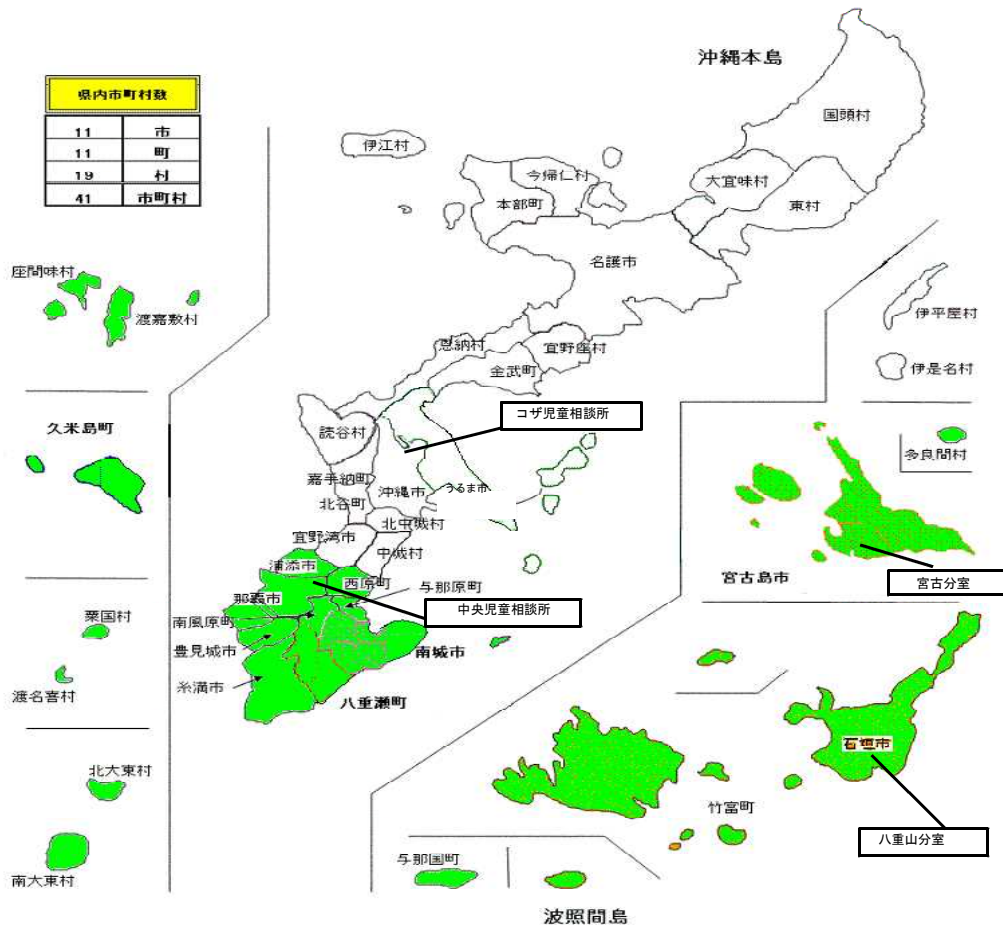 沖縄本島
県内市町村数
11 市
11 町
19 村
41 市町村
国頭村
伊江村
今帰仁村
大宜味村
本部町
東村
名護市
座間味村
渡嘉敷村
伊平屋村
恩納村
宜野座村
伊是名村
金武町
コザ児童相談所
久米島町
読谷村
多良間村
嘉手納町
沖縄市
うるま市
北谷町
北中城村
宜野湾市
中城村
浦添市
宮古島市
宮古分室
西原町
与那原町
那覇市
中央児童相談所
粟国村
南風原町
豊見城市
南城市
糸満市
渡名喜村
八重瀬町
石垣市
北大東村
竹富町
八重山分室
与那国町
南大東村
波照間島